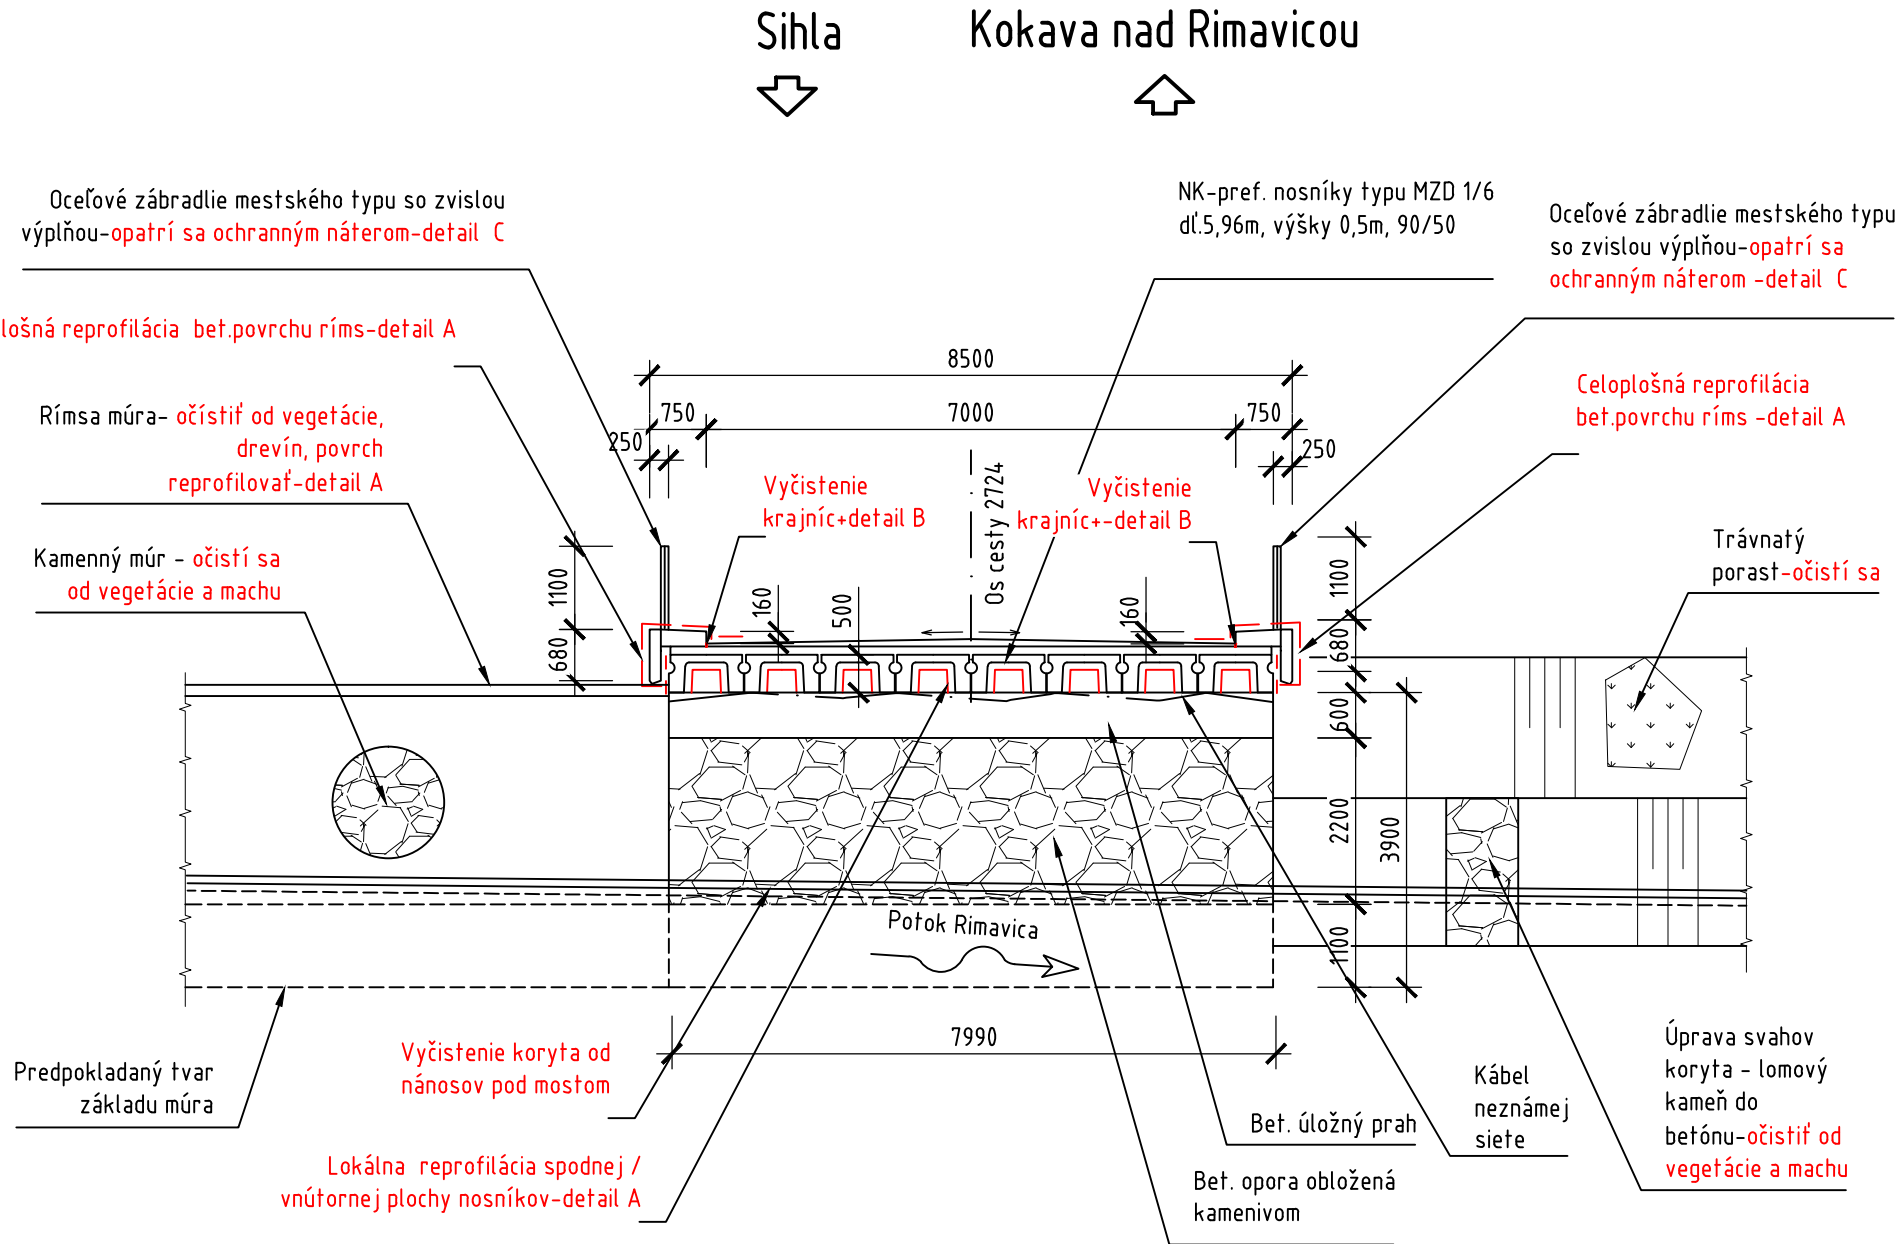 Sihla
Kokava nad Rimavicou
Oceľové zábradlie mestského typu so zvislou
výplňou-opatrí sa ochranným náterom-detail C
NK-pref. nosníky typu MZD 1/6
dĺ.5,96m, výšky 0,5m, 90/50
Oceľové zábradlie mestského typu
so zvislou výplňou-opatrí sa
ochranným náterom -detail C
lošná reprofilácia bet.povrchu ríms-detail A
8500
750
7000
750
250
250
Celoplošná reprofilácia
bet.povrchu ríms -detail A
Rímsa múra- očístiť od vegetácie,
drevín, povrch
reprofilovať-detail A
Vyčistenie
krajníc+detail B
Os cesty 2724
Vyčistenie
krajníc+-detail B
Kamenný múr - očistí sa
od vegetácie a machu
Trávnatý
porast-očistí sa
1100
680
160
500
160
1100
680
600
2200
3900
1100
Potok Rimavica
7990
Predpokladaný tvar
základu múra
Vyčistenie koryta od
nánosov pod mostom
Lokálna reprofilácia spodnej /
vnútornej plochy nosníkov-detail A
Bet. úložný prah
Bet. opora obložená
kamenivom
Kábel
neznámej
siete
Úprava svahov
koryta - lomový
kameň do
betónu-očistiť od
vegetácie a machu